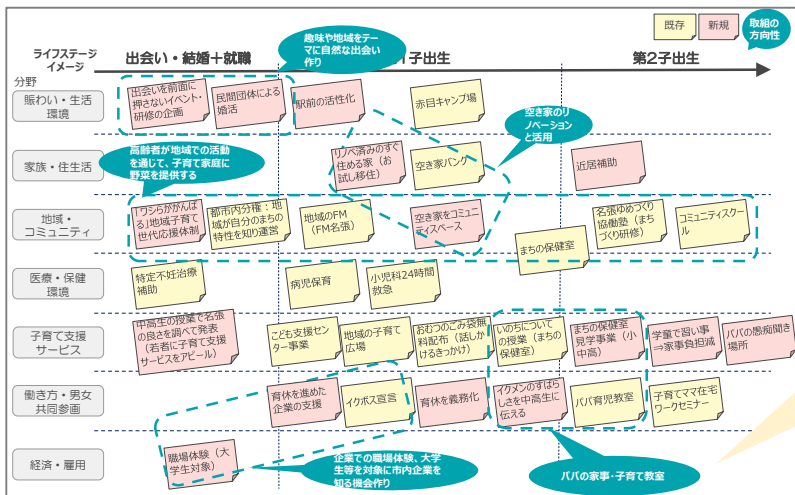 既存
新規
取組の
方向性
ライフステージ
イメージ
出会い・結婚＋就職
1子出生
第2子出生
趣味や地域をテー
マに自然な出会い
作り
分野
賑わい・生活
環境
出会いを前面に
押さないイベント・
研修の企画
民間団体による
婚活
駅前の活性化
赤目キャンプ場
空き家のリ
ノベーション
と活用
家族・住生活
高齢者が地域での活動
を通じて、子育て家庭に
野菜を提供する
リノベ済みのすぐ
住める家（お
試し移住）
空き家バンク
近居補助
地域・
コミュニティ
「ワシらががんば
る」地域子育て
世代応援体制
都市内分権：地
域が自分のまちの
特性を知り運営
地域のFM
（FM名張）
空き家をコミュニ
ティスペース
まちの保健室
名張ゆめづくり
協働塾（まち
づくり研修）
コミュニティスクー
ル
医療・保健
環境
特定不妊治療
補助
病児保育
小児科24時間
救急
子育て支援
サービス
中高生の授業で名張
の良さを調べて発表
（若者に子育て支援
サービスをアピール）
こども支援セン
ター事業
地域の子育て
広場
おむつのごみ袋無
料配布（話しか
けるきっかけ）
いのちについて
の授業（まちの
保健室）
まちの保健室
見学事業（小
中高）
学童で習い事
⇒家事負担減
パパの愚痴聞き
場所
働き方・男女
共同参画
育休を進めた
企業の支援
イクボス宣言
育休を義務化
イクメンのすばら
しさを中高生に
伝える
パパ育児教室
子育てママ在宅
ワークセミナー
経済・雇用
職場体験（大
学生対象）
企業での職場体験、大学
生等を対象に市内企業を
知る機会作り
パパの家事・子育て教室